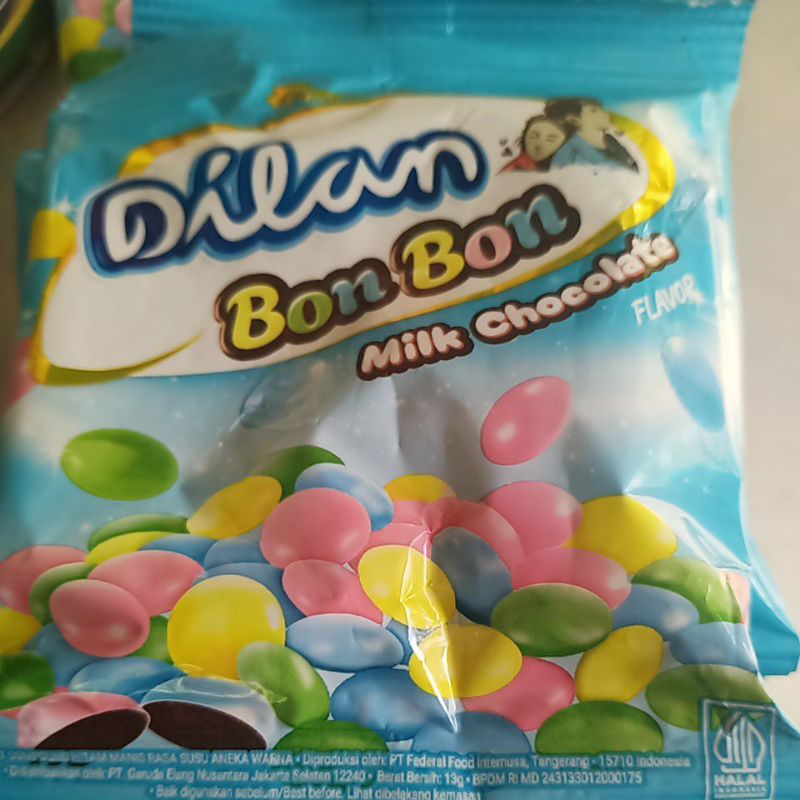 Dilan
Bon Bon
Milk Chocolate
FLAVOR
HITAM MANIS RASA SUSU ANEKA WARNA • Diproduksi oleh: PT Federal Food Internusa, Tangerang - 15710 Indonesia
oleh: PT. Garuda Elang Nusantara Jakarta Selatan 12240 • Berat Bersih: 13g • BPOM RI MD 243133012000175
• Baik digunakan sebelum/Best before. Lihat dibelakang kemasan
HALAL
INDONESIA